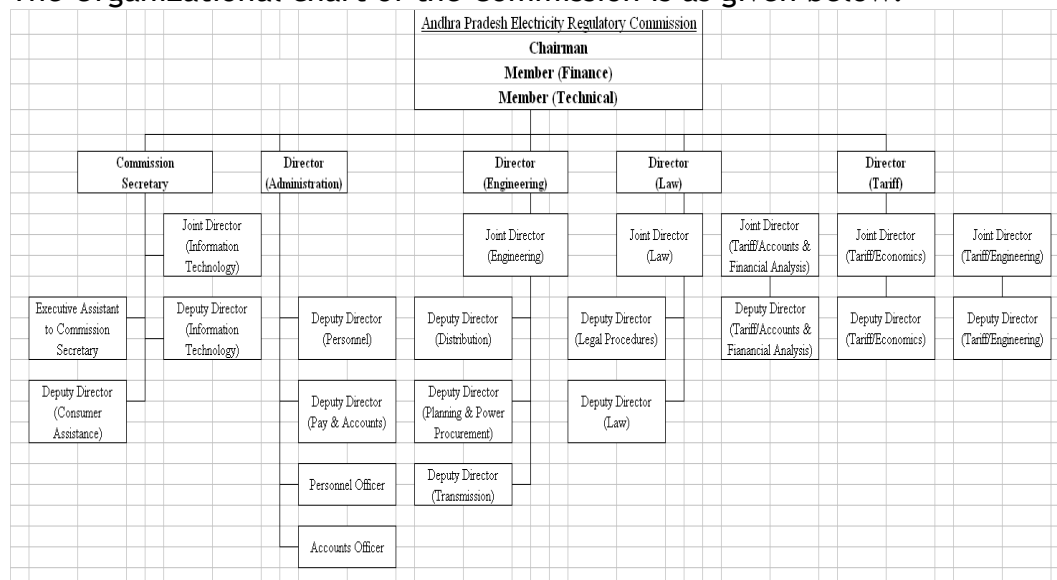 The Organizational Chart of the Commission is as given below:
Andhra Pradesh Electricity Regulatory Commission
Chairman
Member (Finance)
Member (Technical)
Commission
Secretary
Director
(Administration)
Director
(Engineering)
Director
(Law)
Director
(Tariff)
Joint Director
(Information
Technology)
Joint Director
(Engineering)
Joint Director
(Law)
Joint Director
(Tariff/Accounts &
Financial Analysis)
Joint Director
(Tariff/Economics)
Joint Director
(Tariff/Engineering)
Executive Assistant
to Commission
Secretary
Deputy Director
(Information
Technology)
Deputy Director
(Personnel)
Deputy Director
(Distribution)
Deputy Director
(Legal Procedures)
Deputy Director
(Tariff/Accounts &
Fianancial Analysis)
Deputy Director
(Tariff/Economics)
Deputy Director
(Tariff/Engineering)
Deputy Director
(Consumer
Assistance)
Deputy Director
(Pay & Accounts)
Deputy Director
(Planning & Power
Procurement)
Deputy Director
(Law)
Personnel Officer
Deputy Director
(Transmission)
Accounts Officer